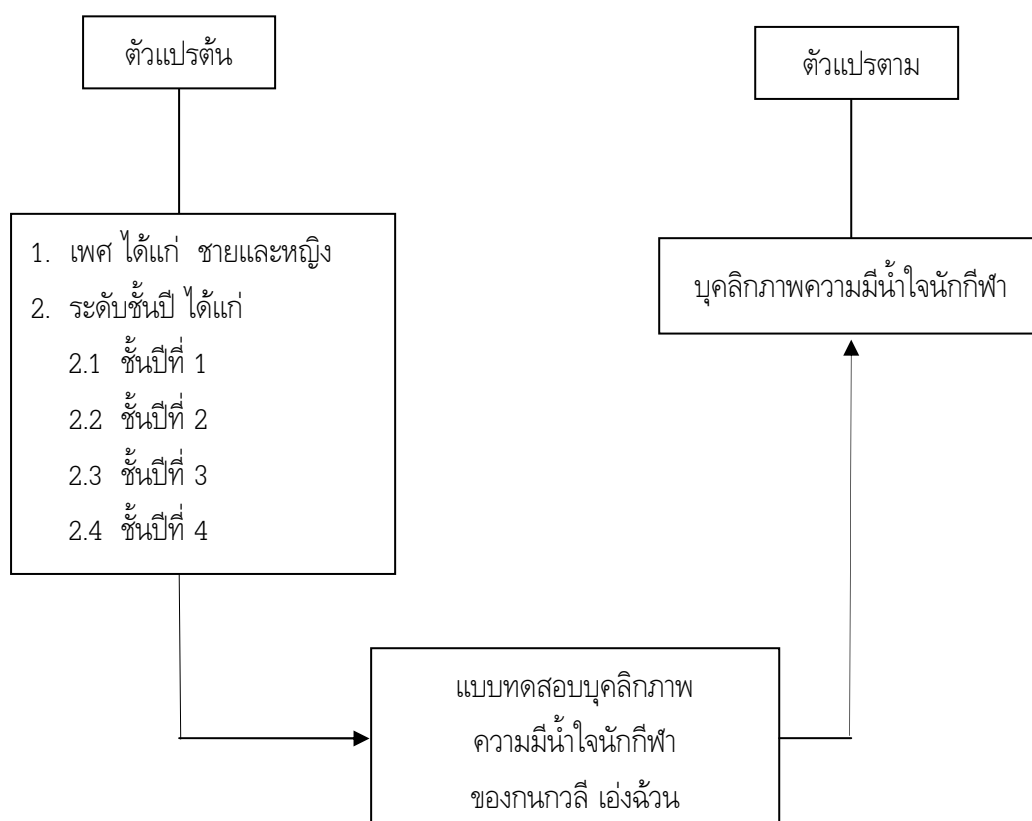 ตัวแปรต้น
ตัวแปรตาม
1. เพศ ได้แก่ ชายและหญิง
2. ระดับชั้นปี ได้แก่
2.1 ชั้นปีที่ 1
2.2 ชั้นปีที่ 2
2.3 ชั้นปีที่ 3
2.4 ชั้นปีที่ 4
บุคลิกภาพความมีน้ำใจนักกีฬา
แบบทดสอบบุคลิกภาพ
ความมีน้ำใจนักกีฬา
ของกนกวลี เอ่งฉ้วน